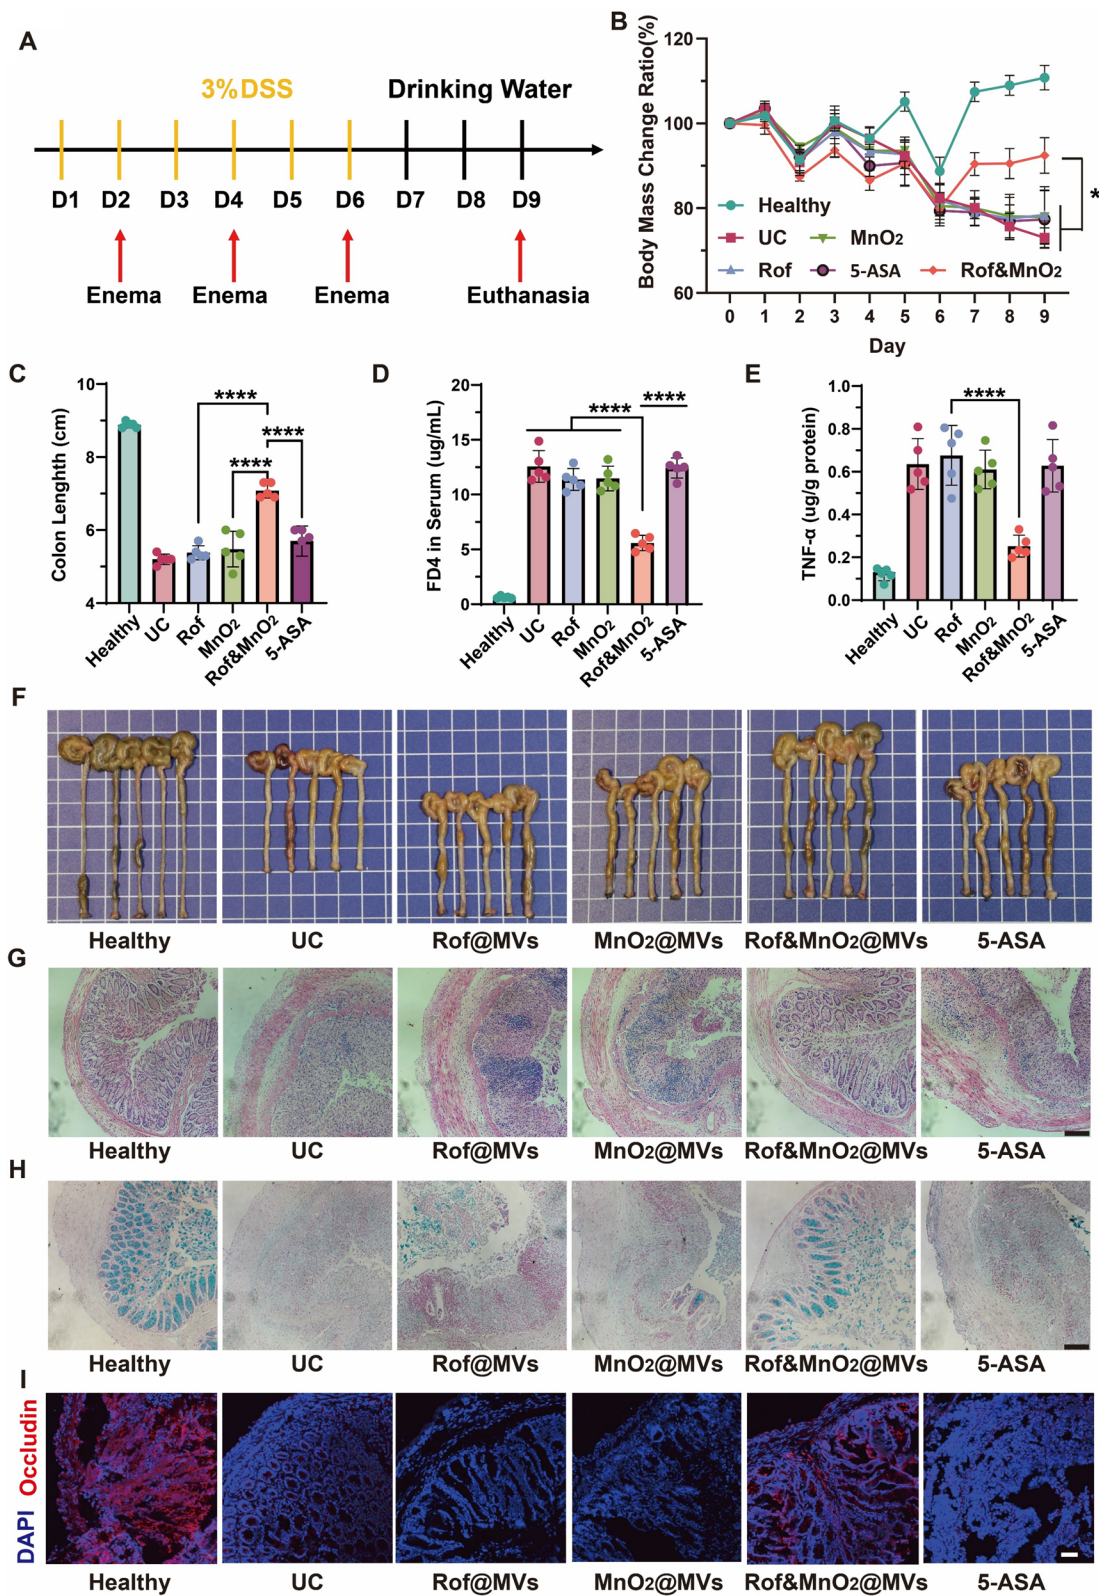 A
3%DSS
Drinking Water
D1 D2 D3 D4 D5 D6 D7 D8 D9
Enema Enema Enema Euthanasia
B
Body Mass Change Ratio(%)
120
100
80
60
Healthy
UC MnO2
Rof 5-ASA Rof&MnO2
*
0 1 2 3 4 5 6 7 8 9
Day
C
Colon Lenghth (cm)
10
8
6
4
****
****
****
Healthy UC Rof MnO2 Rof&MnO2 5-ASA
D
FD4 in Serum (ug/mL)
20
15
10
5
0
**** ****
Healthy UC Rof MnO2 Rof&MnO2 5-ASA
E
TNF-α (ug/g protein)
1.0
0.8
0.6
0.4
0.2
0.0
****
Healthy UC Rof MnO2 Rof&MnO2 5-ASA
F
Healthy UC Rof@MVs MnO2@MVs Rof&MnO2@MVs 5-ASA
G
Healthy UC Rof@MVs MnO2@MVs Rof&MnO2@MVs 5-ASA
H
Healthy UC Rof@MVs MnO2@MVs Rof&MnO2@MVs 5-ASA
I
DAPI Occludin
Healthy UC Rof@MVs MnO2@MVs Rof&MnO2@MVs 5-ASA